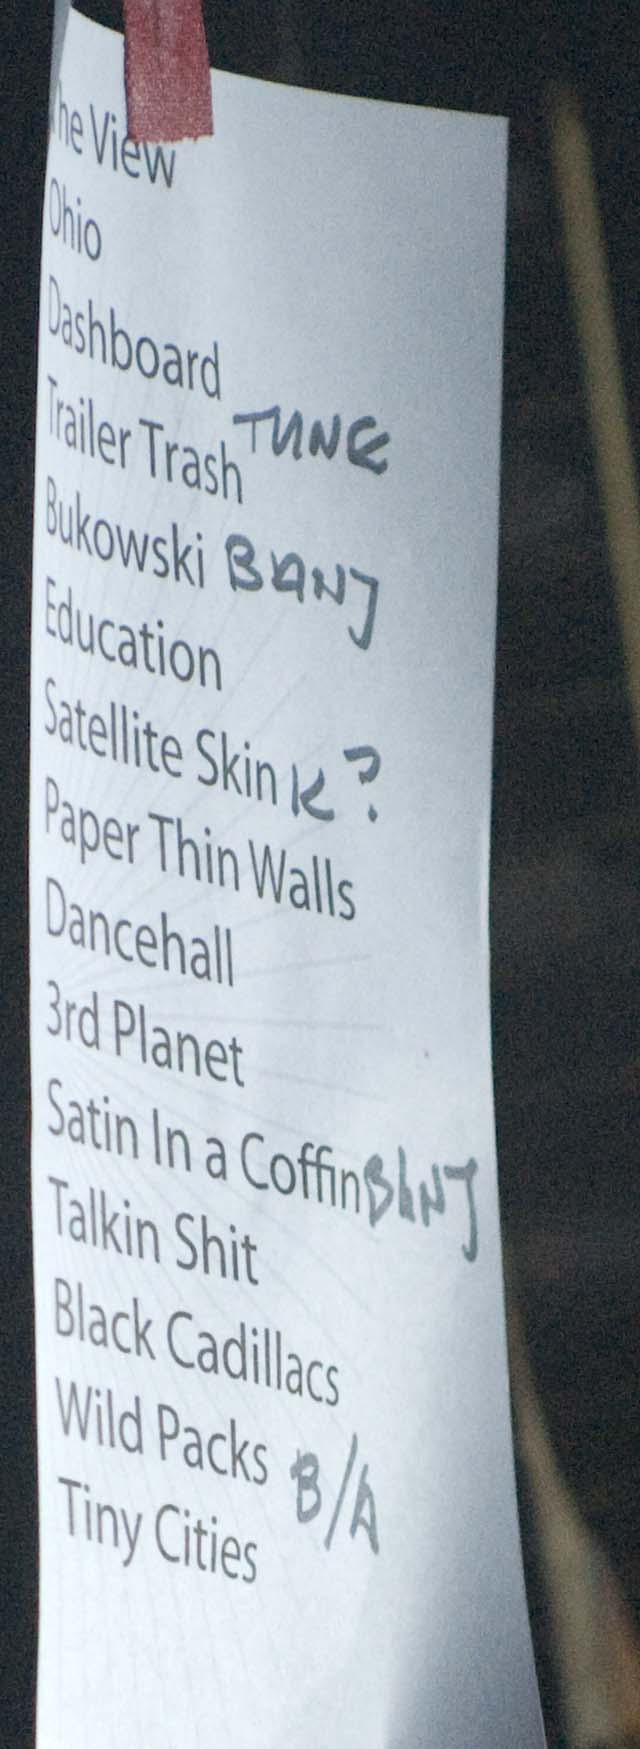 The View
Ohio
Dashboard
Trailer Trash TUNE
Bukowski BANJ
Education
Satellite Skin K?
Paper Thin Walls
Dancehall
3rd Planet
Satin In a Coffin BANJ
Talkin Shit
Black Cadillacs
Wild Packs B/A
Tiny Cities